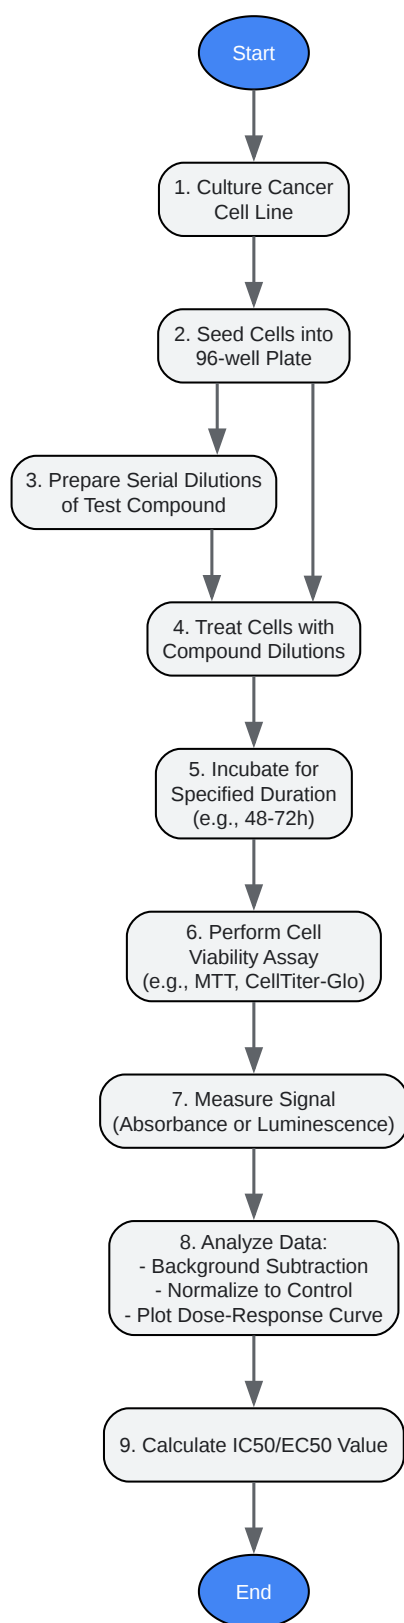 Start
1. Culture Cancer
Cell Line
2. Seed Cells into
96-well Plate
3. Prepare Serial Dilutions
of Test Compound
4. Treat Cells with
Compound Dilutions
5. Incubate for
Specified Duration
(e.g., 48-72h)
6. Perform Cell
Viability Assay
(e.g., MTT, CellTiter-Glo)
7. Measure Signal
(Absorbance or Luminescence)
8. Analyze Data:
- Background Subtraction
- Normalize to Control
- Plot Dose-Response Curve
9. Calculate IC50/EC50 Value
End